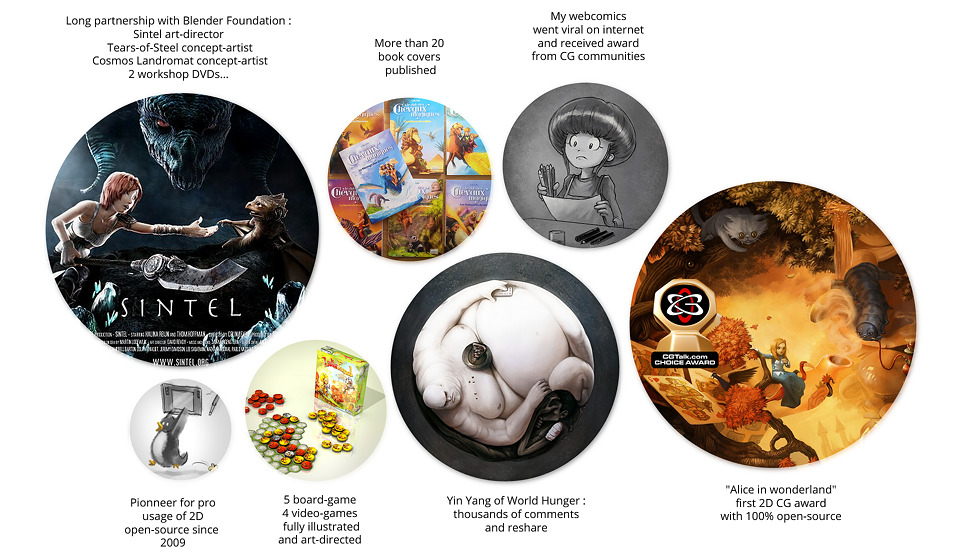 Long partnership with Blender Foundation :
Sintel art-director
Tears-of-Steel concept-artist
Cosmos Landromat concept-artist
2 workshop DVDs...
More than 20
book covers
published
My webcomics
went viral on internet
and received award
from CG communities
Chevaux
magiques
SINTEL
WWW.SINTEL.ORG
CGTalk.com
CHOICE AWARD
Pionneer for pro
usage of 2D
open-source since
2009
5 board-game
4 video-games
fully illustrated
and art-directed
Yin Yang of World Hunger :
thousands of comments
and reshare
"Alice in wonderland"
first 2D CG award
with 100% open-source